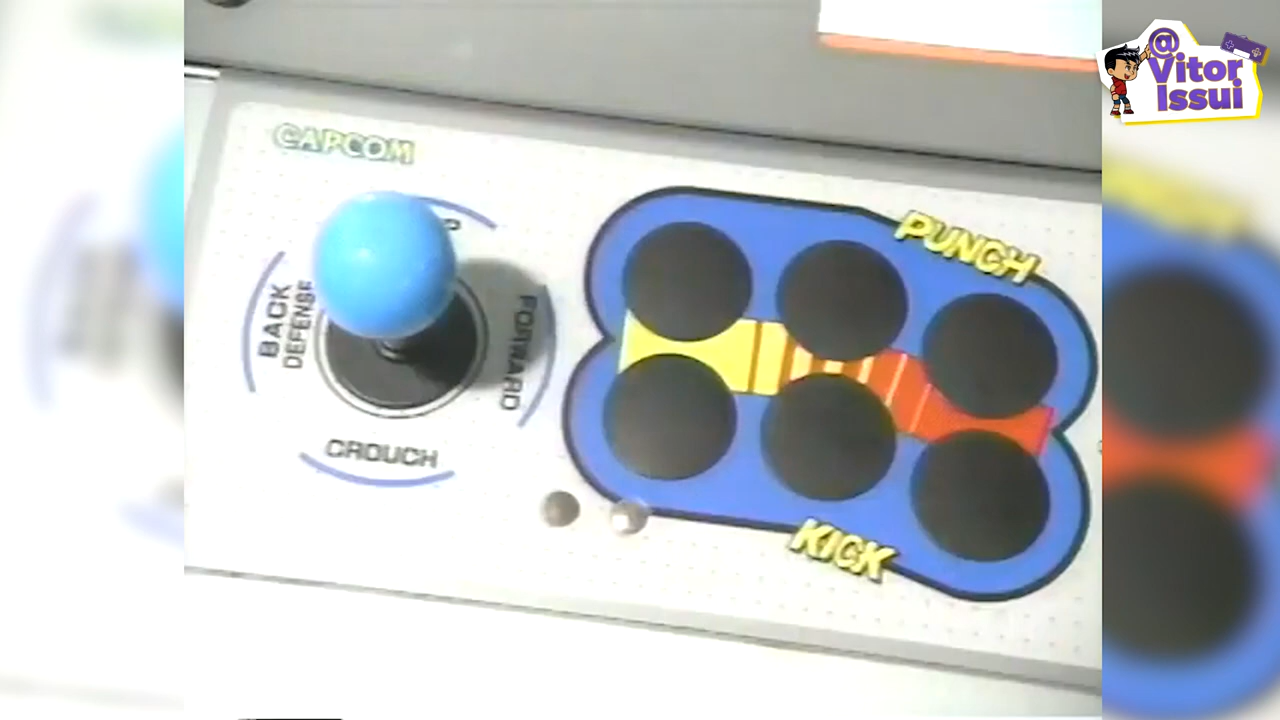 @
Vitor
Issui
CAPCOM
PUNCH
BACK
DEFENSE
FORWARD
CROUCH
KICK